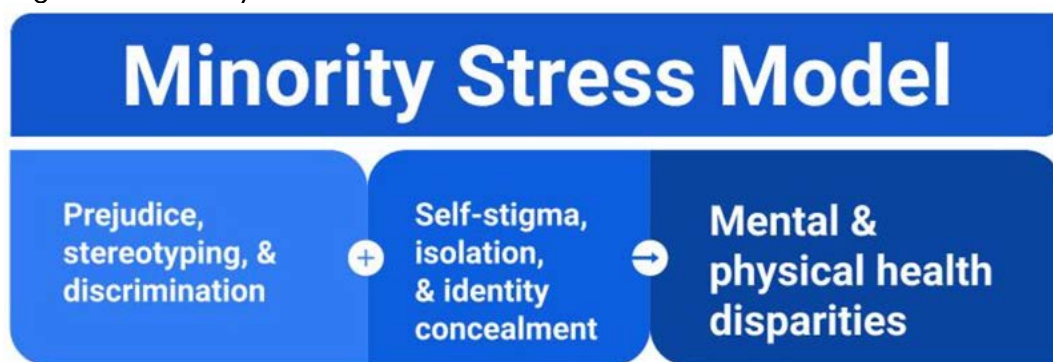 Minority Stress Model
Prejudice,
stereotyping, &
discrimination
+
Self-stigma,
isolation,
& identity
concealment
→
Mental &
physical health
disparities